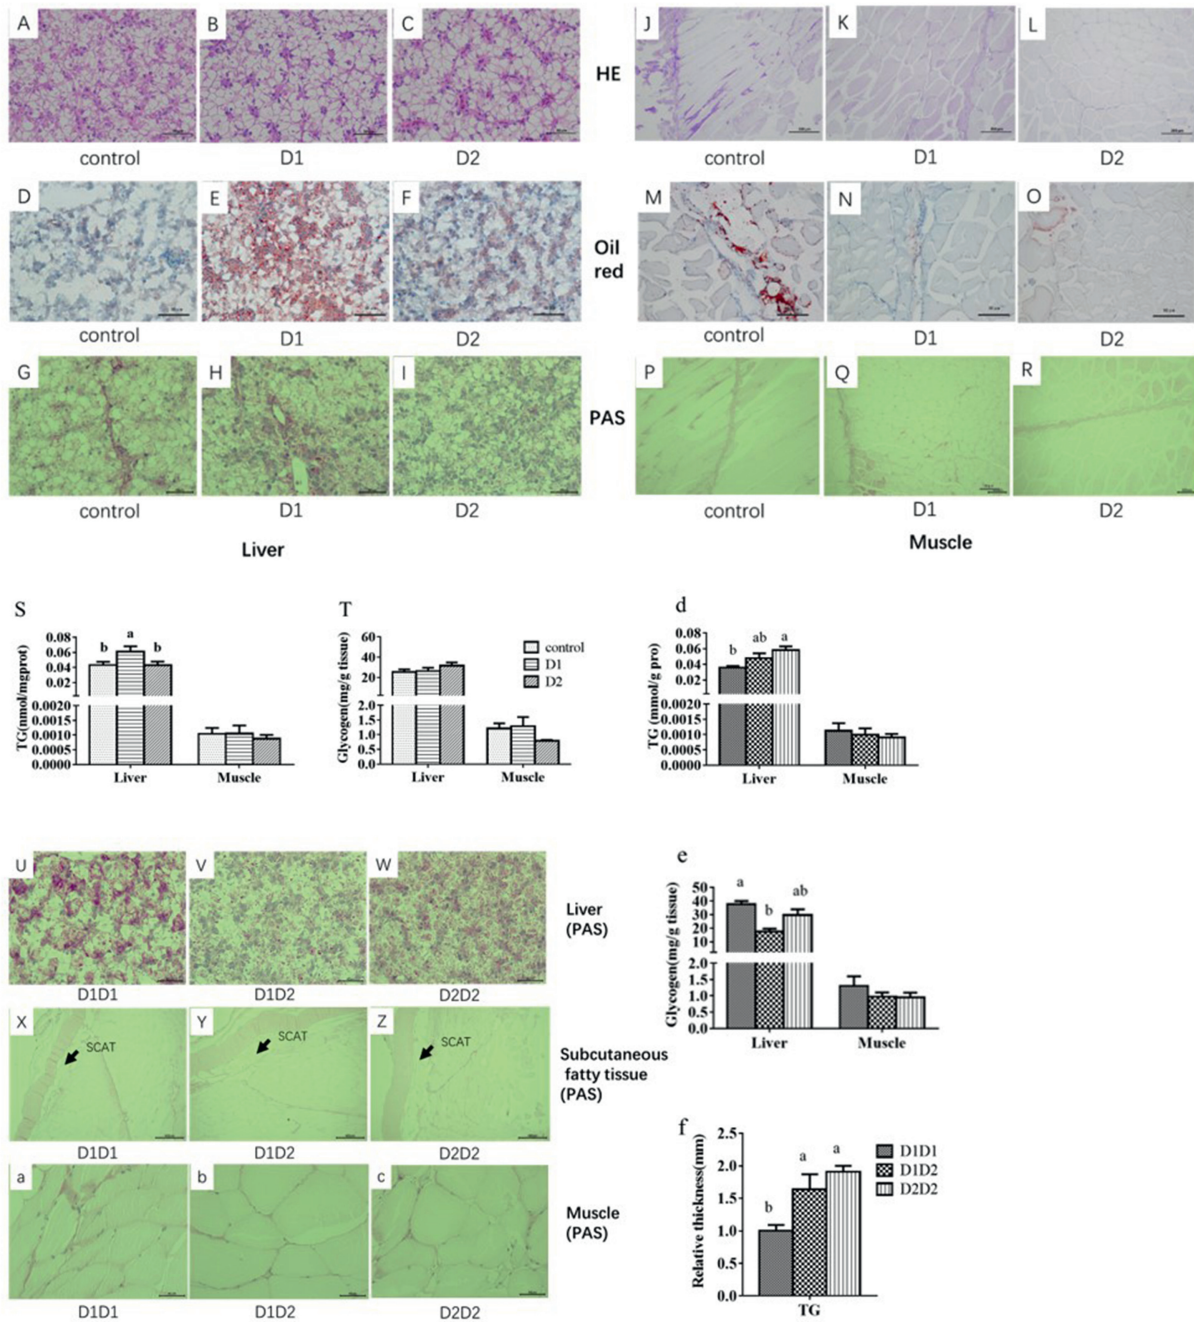 A B C HE J K L
control D1 D2 control D1 D2
D E F Oil red M N O
control D1 D2 control D1 D2
G H I PAS P Q R
control D1 D2 control D1 D2
Liver Muscle
S
TG(nmol/mgprot)
0.08
0.06
0.04
0.02
0.0020
0.0015
0.0010
0.0005
0.0000
b a b
Liver Muscle
T
Glycogen(mg/g tissue)
60
40
20
2.0
1.5
1.0
0.5
0.0
Liver Muscle
control
D1
D2
d
TG (mmol/g pro)
0.08
0.06
0.04
0.02
0.0020
0.0015
0.0010
0.0005
0.0000
b ab a
Liver Muscle
U V W
Liver
(PAS)
D1D1 D1D2 D2D2
X Y Z
SCAT SCAT SCAT
Subcutaneous
fatty tissue
(PAS)
D1D1 D1D2 D2D2
a b c
Muscle
(PAS)
D1D1 D1D2 D2D2
e
Glycogen(mg/g tissue)
50
40
30
20
10
2.0
1.5
1.0
0.5
0.0
a b ab
Liver Muscle
f
Relative thickness(mm)
2.5
2.0
1.5
1.0
0.5
0.0
b a a
TG
D1D1
D1D2
D2D2